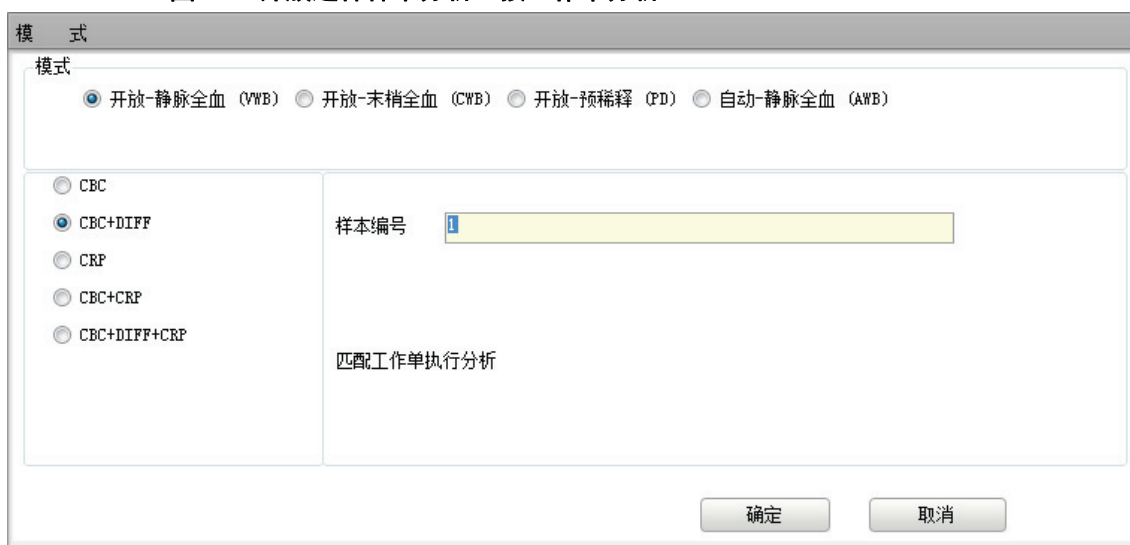 模 式
模式
开放-静脉全血 (VWB) 开放-末梢全血 (CWB) 开放-预稀释 (PD) 自动-静脉全血 (AWB)
CBC
CBC+DIFF
样本编号 1
CRP
CBC+CRP
CBC+DIFF+CRP
匹配工作单执行分析
确定 取消